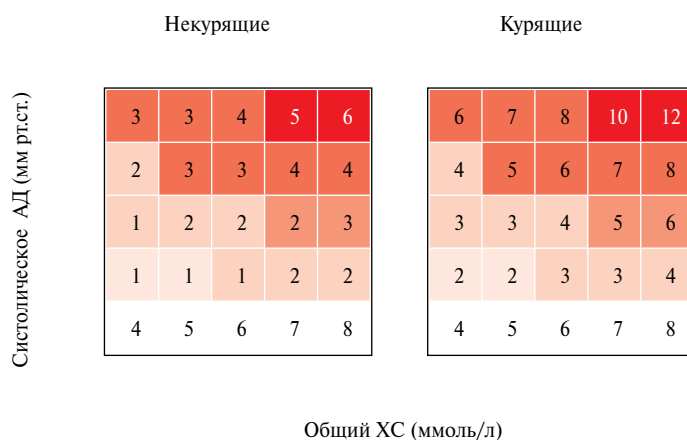 Некурящие Курящие
Систолическое АД (мм рт.ст.)
3 3 4 5 6 6 7 8 10 12
2 3 3 4 4 4 5 6 7 8
1 2 2 2 3 3 3 4 5 6
1 1 1 2 2 2 2 3 3 4
4 5 6 7 8 4 5 6 7 8
Общий ХС (ммоль/л)